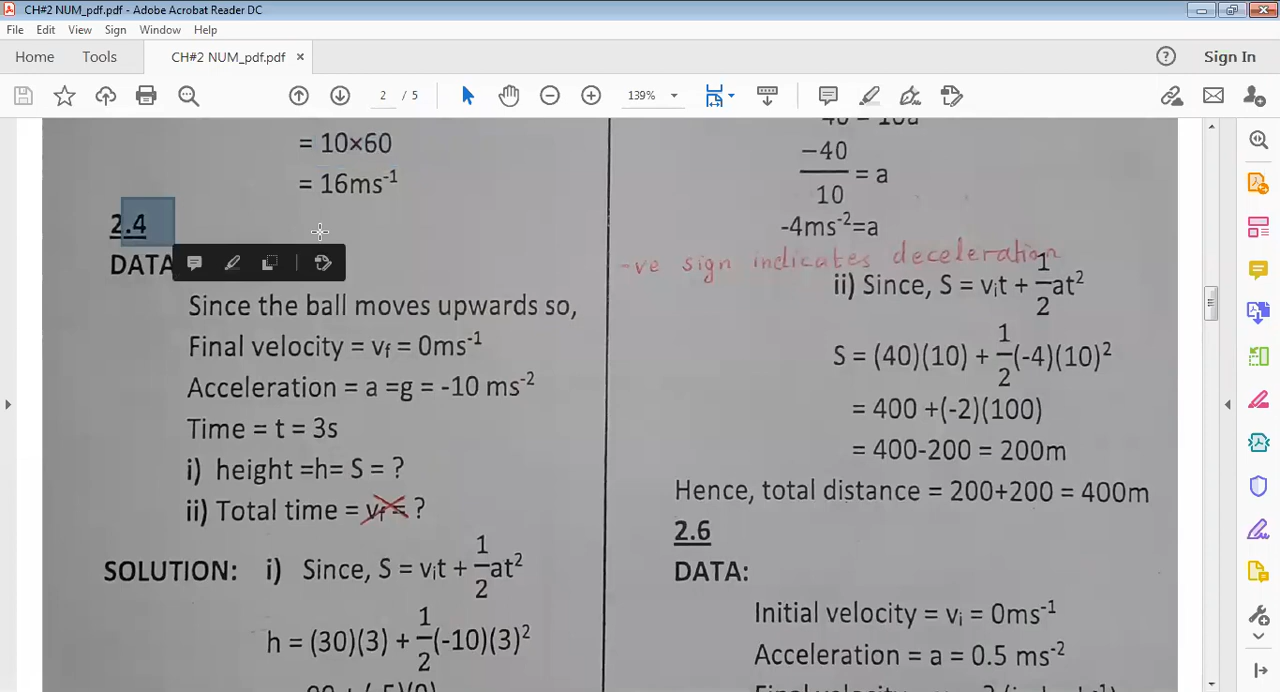 CH#2 NUM_pdf.pdf - Adobe Acrobat Reader DC
File Edit View Sign Window Help
Home Tools CH#2 NUM_pdf.pdf × ? Sign In
2 / 5 139%
= 10×60
= 16ms⁻¹
2.4
DATA
Since the ball moves upwards so,
Final velocity = vf = 0ms⁻¹
Acceleration = a =g = -10 ms⁻²
Time = t = 3s
i) height =h= S = ?
ii) Total time = vf = ?
SOLUTION: i) Since, S = vit + 1/2at²
h = (30)(3) + 1/2(-10)(3)²
-40/10 = a
-4ms⁻²=a
-ve sign indicates deceleration
ii) Since, S = vit + 1/2at²
S = (40)(10) + 1/2(-4)(10)²
= 400 +(-2)(100)
= 400-200 = 200m
Hence, total distance = 200+200 = 400m
2.6
DATA:
Initial velocity = vi = 0ms⁻¹
Acceleration = a = 0.5 ms⁻²